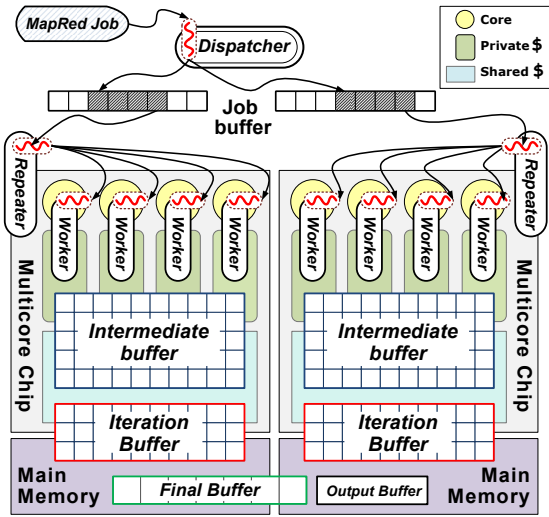 MapRed Job
Dispatcher
Core
Private $
Shared $
Job
buffer
Repeater
Repeater
Worker
Worker
Worker
Worker
Worker
Worker
Worker
Worker
Multicore Chip
Multicore Chip
Intermediate
buffer
Intermediate
buffer
Iteration
Buffer
Iteration
Buffer
Main
Memory
Main
Memory
Final Buffer
Output Buffer